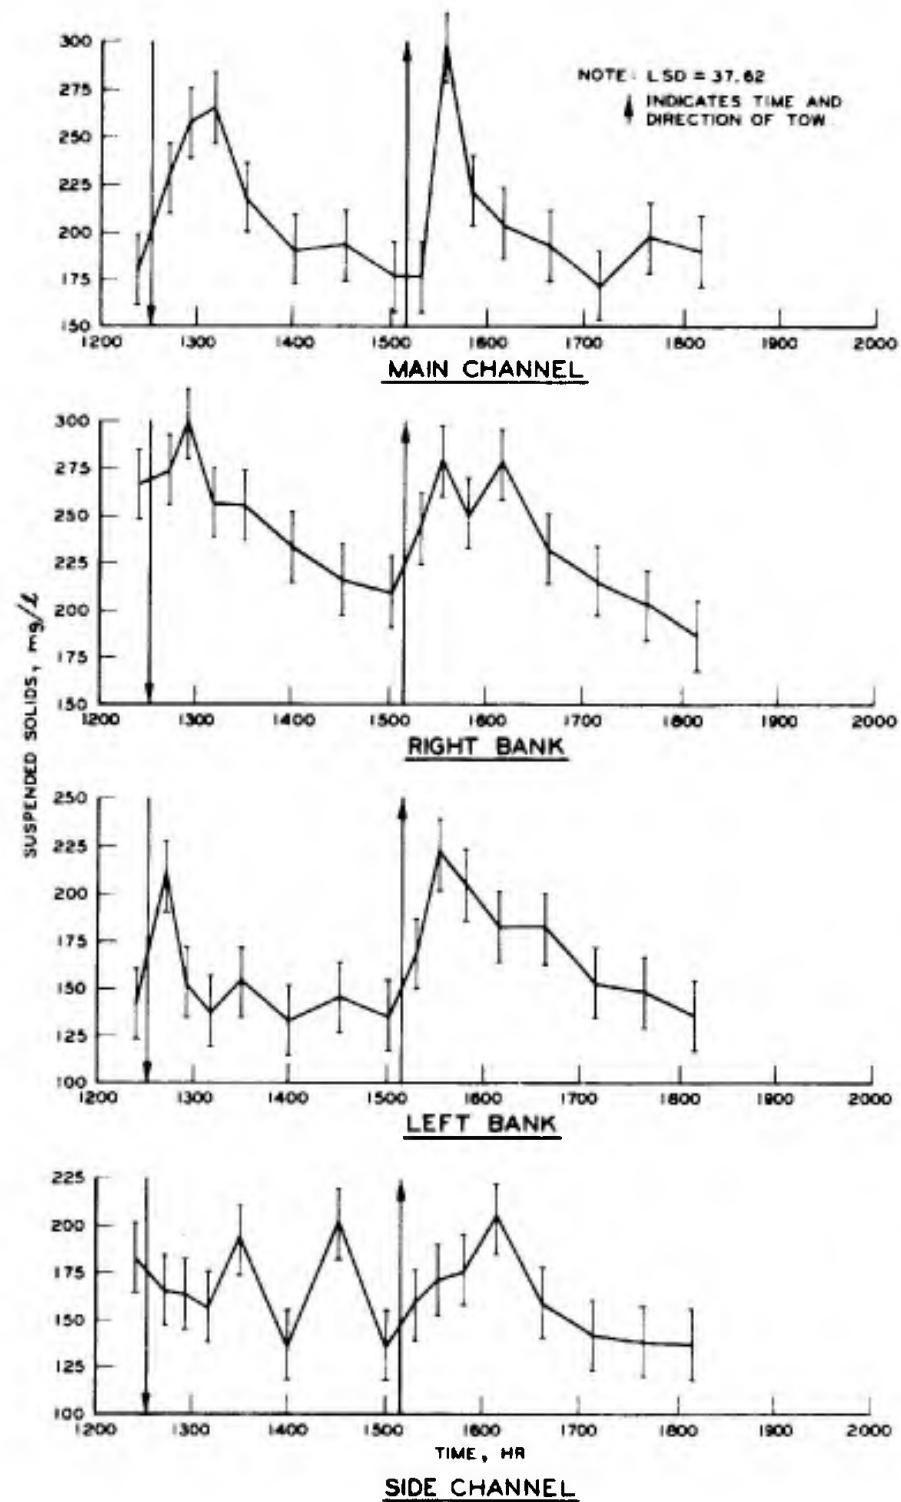 300
275
250
225
200
175
150
NOTE: LSD = 37.62
INDICATES TIME AND
DIRECTION OF TOW
1200 1300 1400 1500 1600 1700 1800 1900 2000
MAIN CHANNEL
300
275
250
225
200
175
150
1200 1300 1400 1500 1600 1700 1800 1900 2000
RIGHT BANK
SUSPENDED SOLIDS, mg/ℓ
250
225
200
175
150
125
100
1200 1300 1400 1500 1600 1700 1800 1900 2000
LEFT BANK
225
200
175
150
125
100
1200 1300 1400 1500 1600 1700 1800 1900 2000
TIME, HR
SIDE CHANNEL